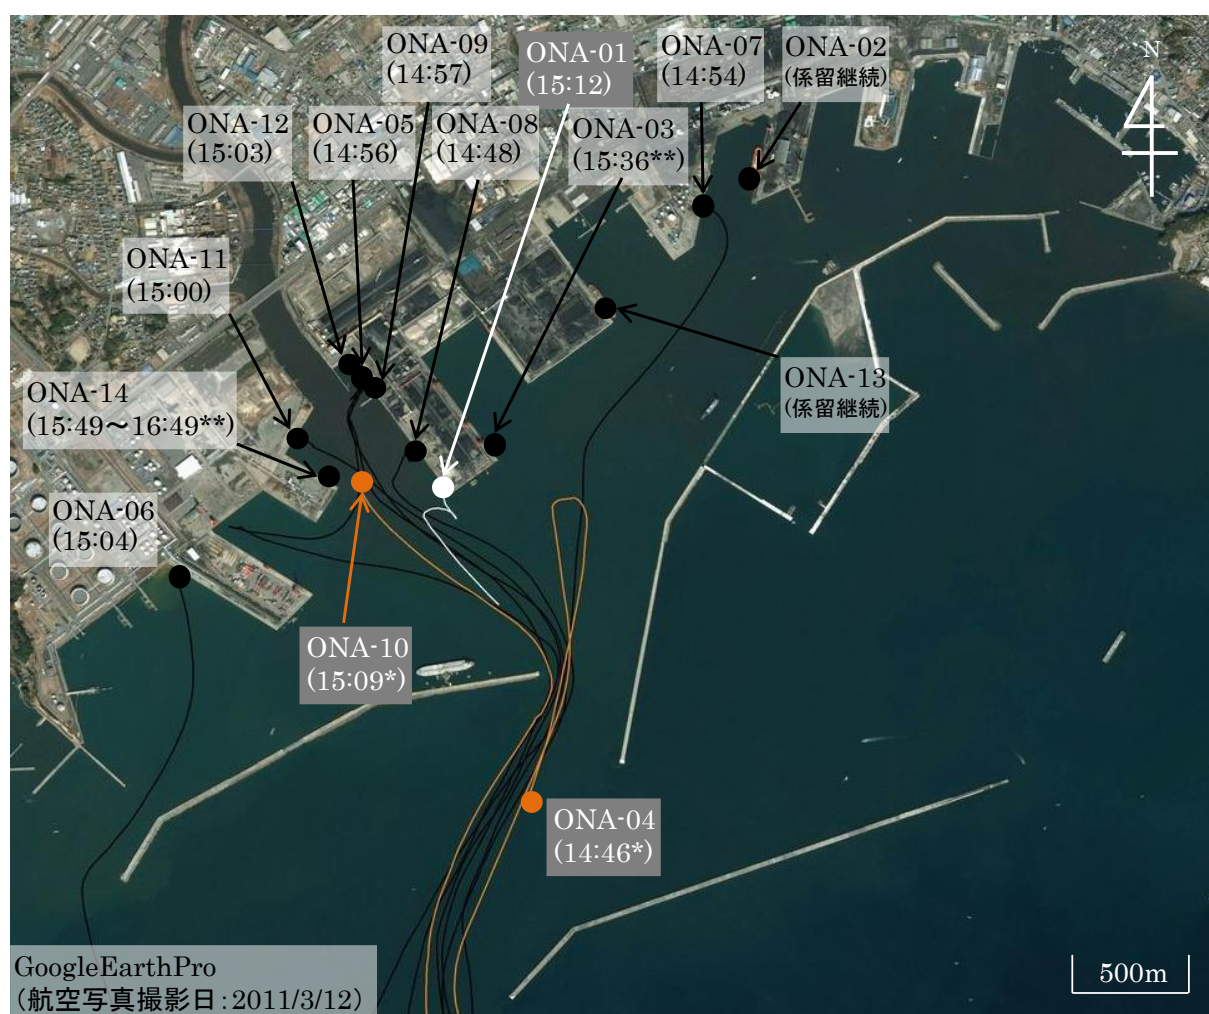 ONA-09
(14:57)
ONA-01
(15:12)
ONA-07
(14:54)
ONA-02
(係留継続)
N
ONA-12
(15:03)
ONA-05
(14:56)
ONA-08
(14:48)
ONA-03
(15:36**)
ONA-11
(15:00)
ONA-13
(係留継続)
ONA-14
(15:49～16:49**)
ONA-06
(15:04)
ONA-10
(15:09*)
ONA-04
(14:46*)
GoogleEarthPro
(航空写真撮影日:2011/3/12)
500m